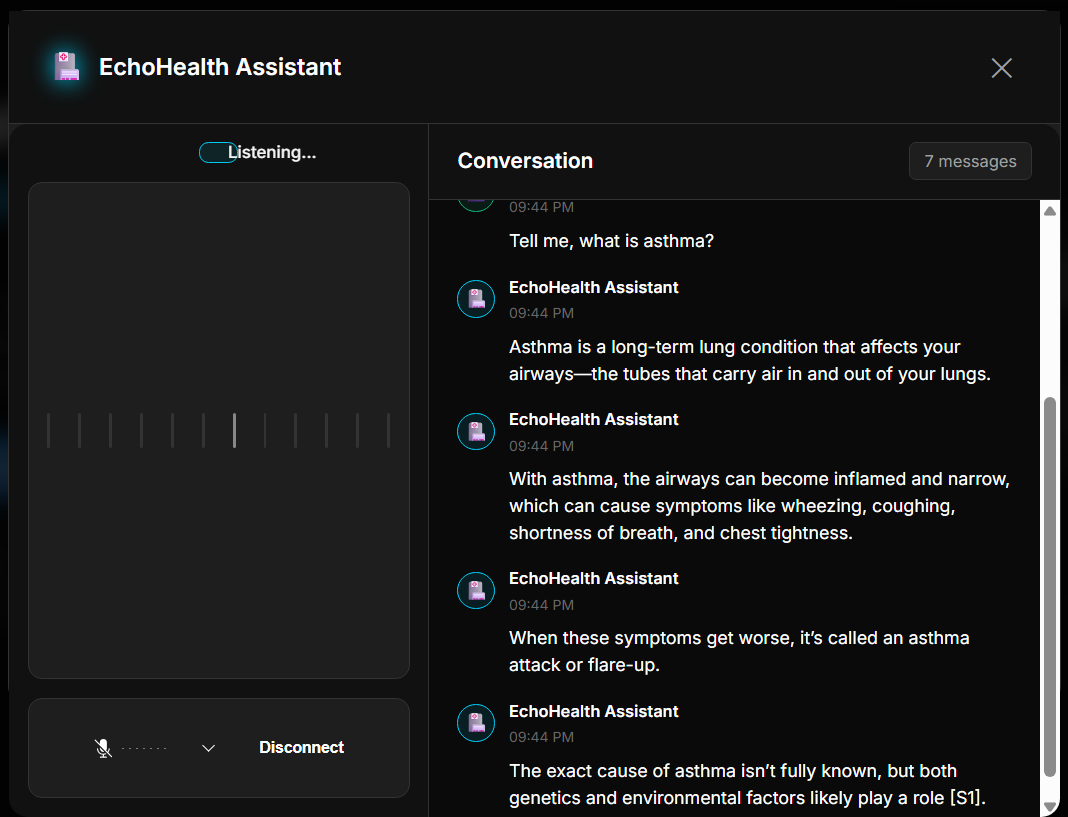 EchoHealth Assistant
Listening...
Disconnect
Conversation
7 messages
09:44 PM
Tell me, what is asthma?
EchoHealth Assistant
09:44 PM
Asthma is a long-term lung condition that affects your
airways—the tubes that carry air in and out of your lungs.
EchoHealth Assistant
09:44 PM
With asthma, the airways can become inflamed and narrow,
which can cause symptoms like wheezing, coughing,
shortness of breath, and chest tightness.
EchoHealth Assistant
09:44 PM
When these symptoms get worse, it’s called an asthma
attack or flare-up.
EchoHealth Assistant
09:44 PM
The exact cause of asthma isn’t fully known, but both
genetics and environmental factors likely play a role [S1].